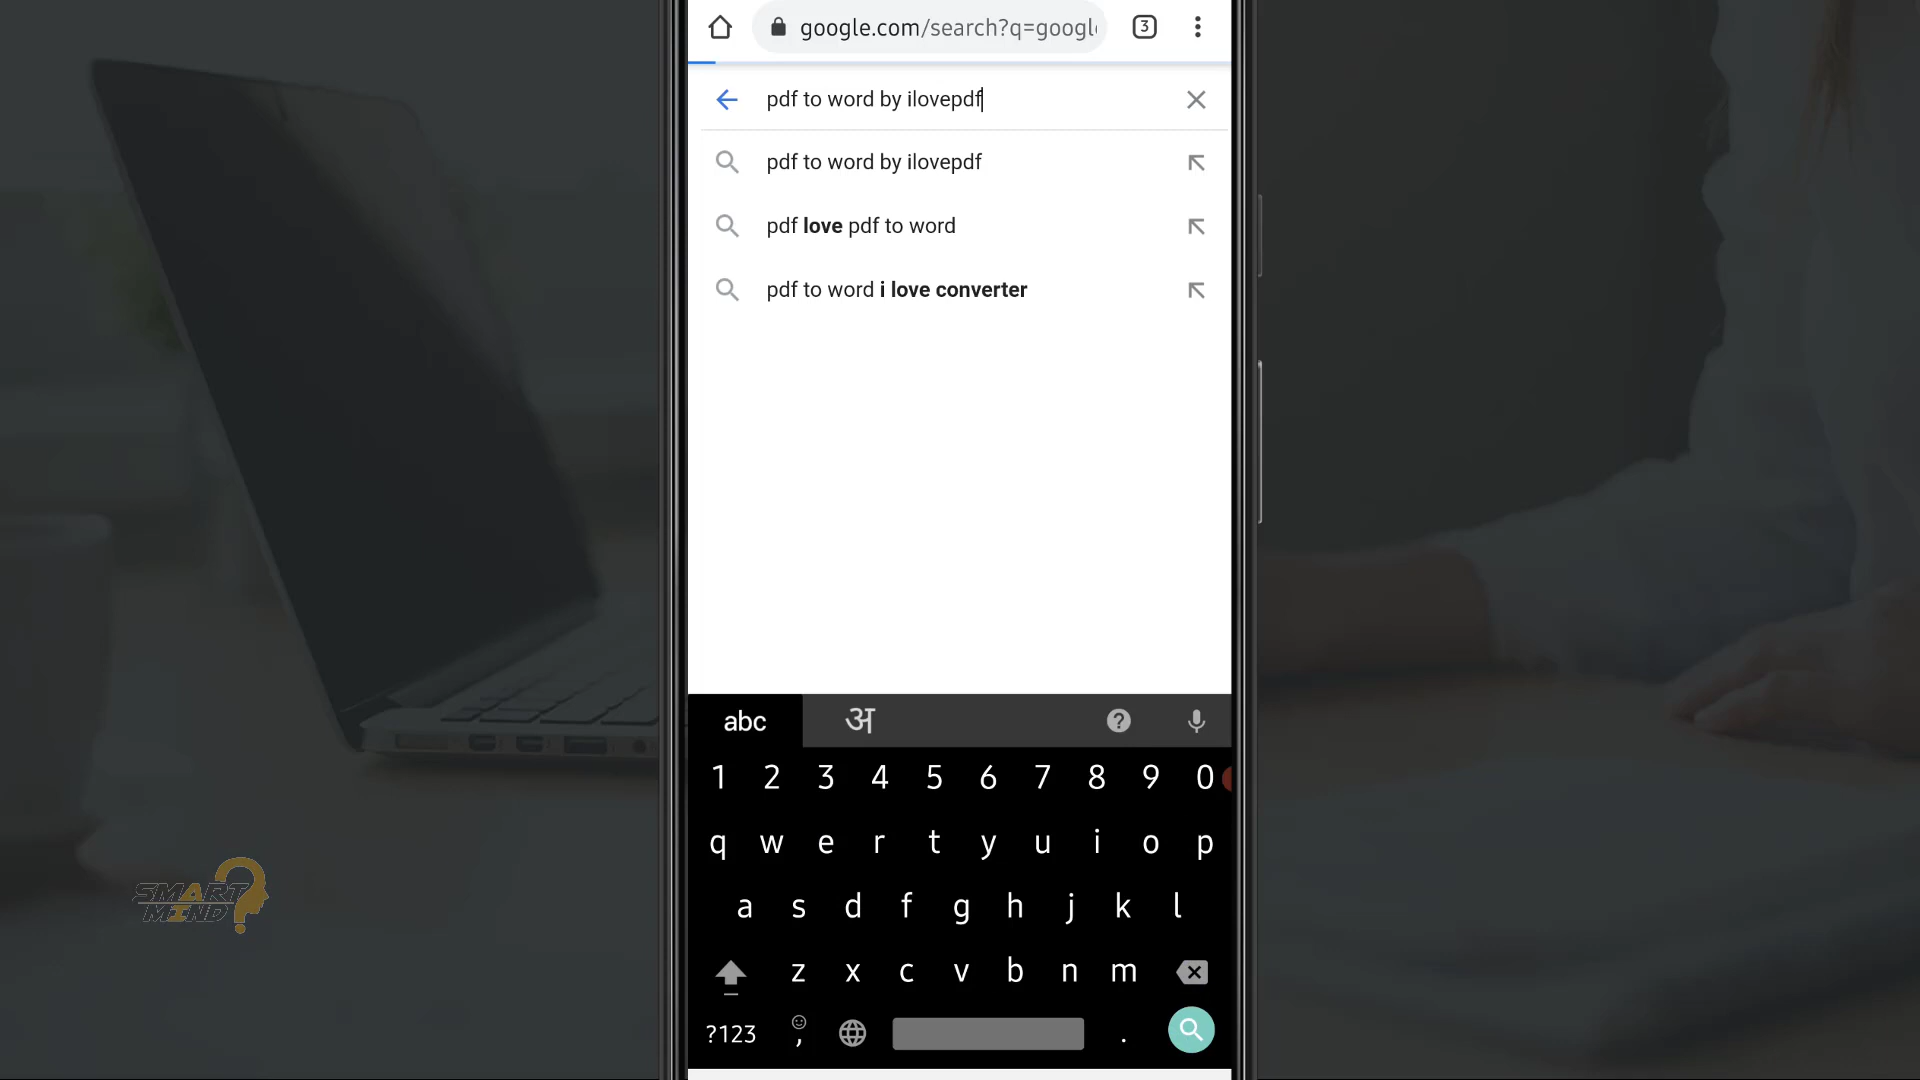 google.com/search?q=googl
3
pdf to word by ilovepdf
pdf to word by ilovepdf
pdf love pdf to word
pdf to word i love converter
abc अ ?
1 2 3 4 5 6 7 8 9 0
q w e r t y u i o p
a s d f g h j k l
z x c v b n m
?123 , .
SMART
MIND